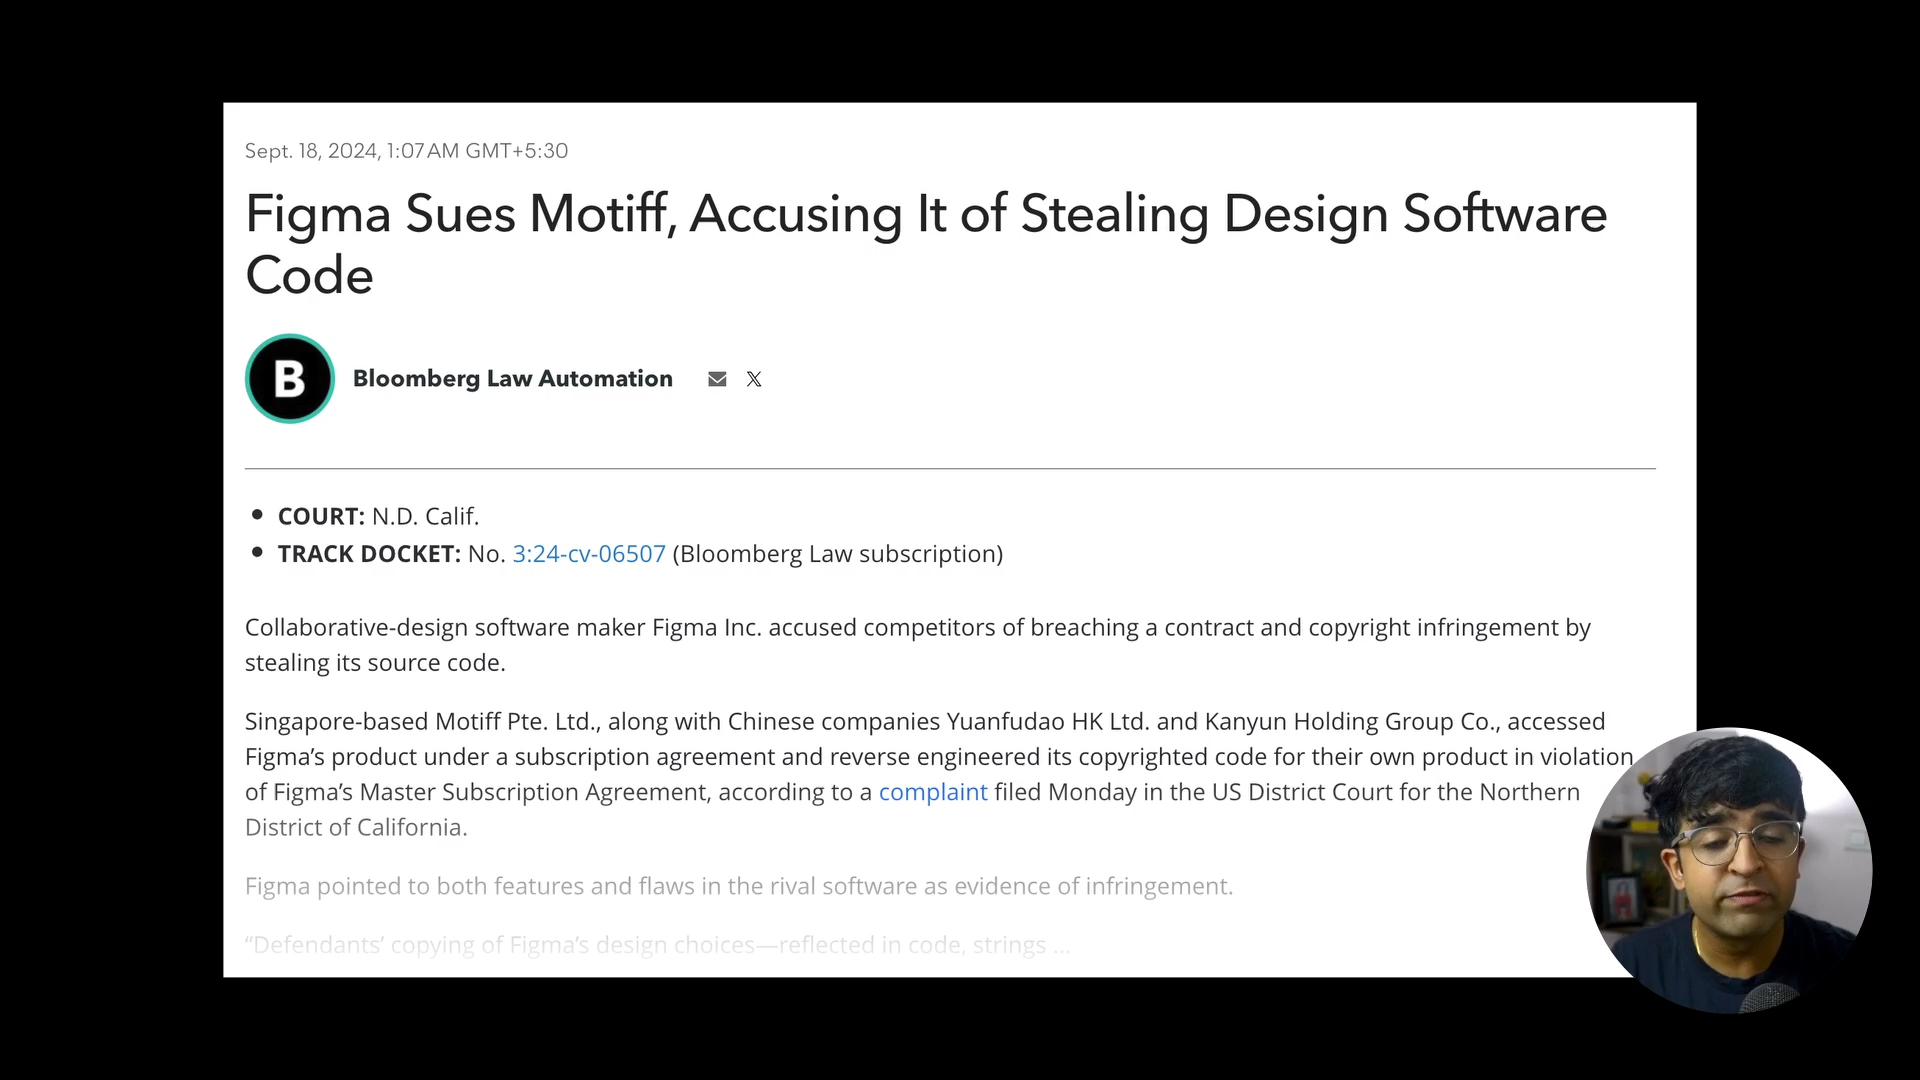 Sept. 18, 2024, 1:07 AM GMT+5:30
Figma Sues Motiff, Accusing It of Stealing Design Software
Code
B
Bloomberg Law Automation
COURT: N.D. Calif.
TRACK DOCKET: No. 3:24-cv-06507 (Bloomberg Law subscription)
Collaborative-design software maker Figma Inc. accused competitors of breaching a contract and copyright infringement by
stealing its source code.
Singapore-based Motiff Pte. Ltd., along with Chinese companies Yuanfudao HK Ltd. and Kanyun Holding Group Co., accessed
Figma’s product under a subscription agreement and reverse engineered its copyrighted code for their own product in violation
of Figma’s Master Subscription Agreement, according to a complaint filed Monday in the US District Court for the Northern
District of California.
Figma pointed to both features and flaws in the rival software as evidence of infringement.
“Defendants’ copying of Figma’s design choices—reflected in code, strings ...